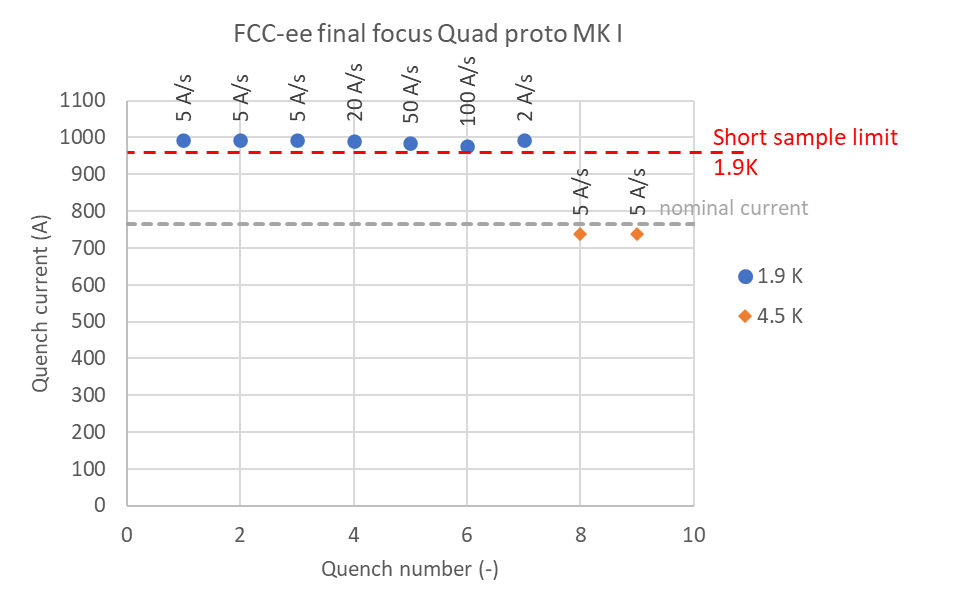 FCC-ee final focus Quad proto MK I
5 A/s
5 A/s
5 A/s
20 A/s
50 A/s
100 A/s
2 A/s
1100
1000
900
800
700
600
500
400
300
200
100
0
Quench current (A)
Short sample limit
1.9K
5 A/s
5 A/s
nominal current
1.9 K
4.5 K
0
2
4
6
8
10
Quench number (-)